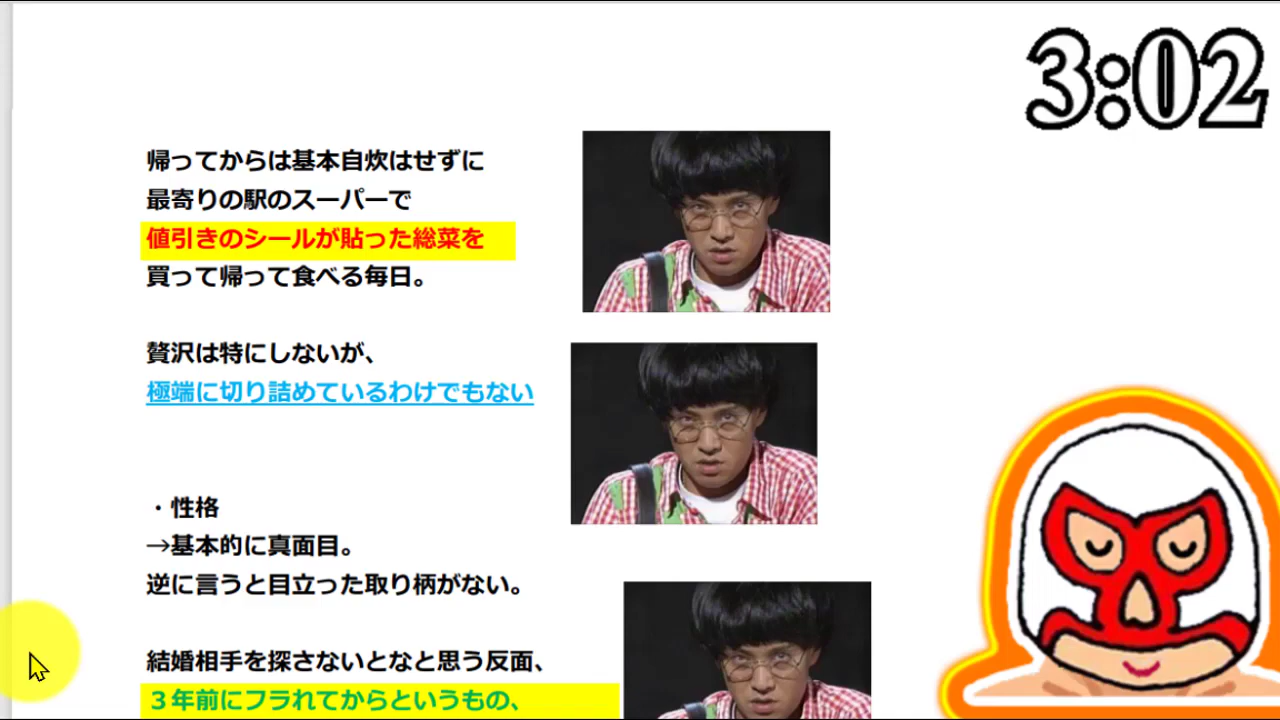 3:02
帰ってからは基本自炊はせずに
最寄りの駅のスーパーで
値引きのシールが貼った総菜を
買って帰って食べる毎日。
贅沢は特にしないが、
極端に切り詰めているわけでもない
・性格
→基本的に真面目。
逆に言うと目立った取り柄がない。
結婚相手を探さないとなと思う反面、
３年前にフラれてからというもの、